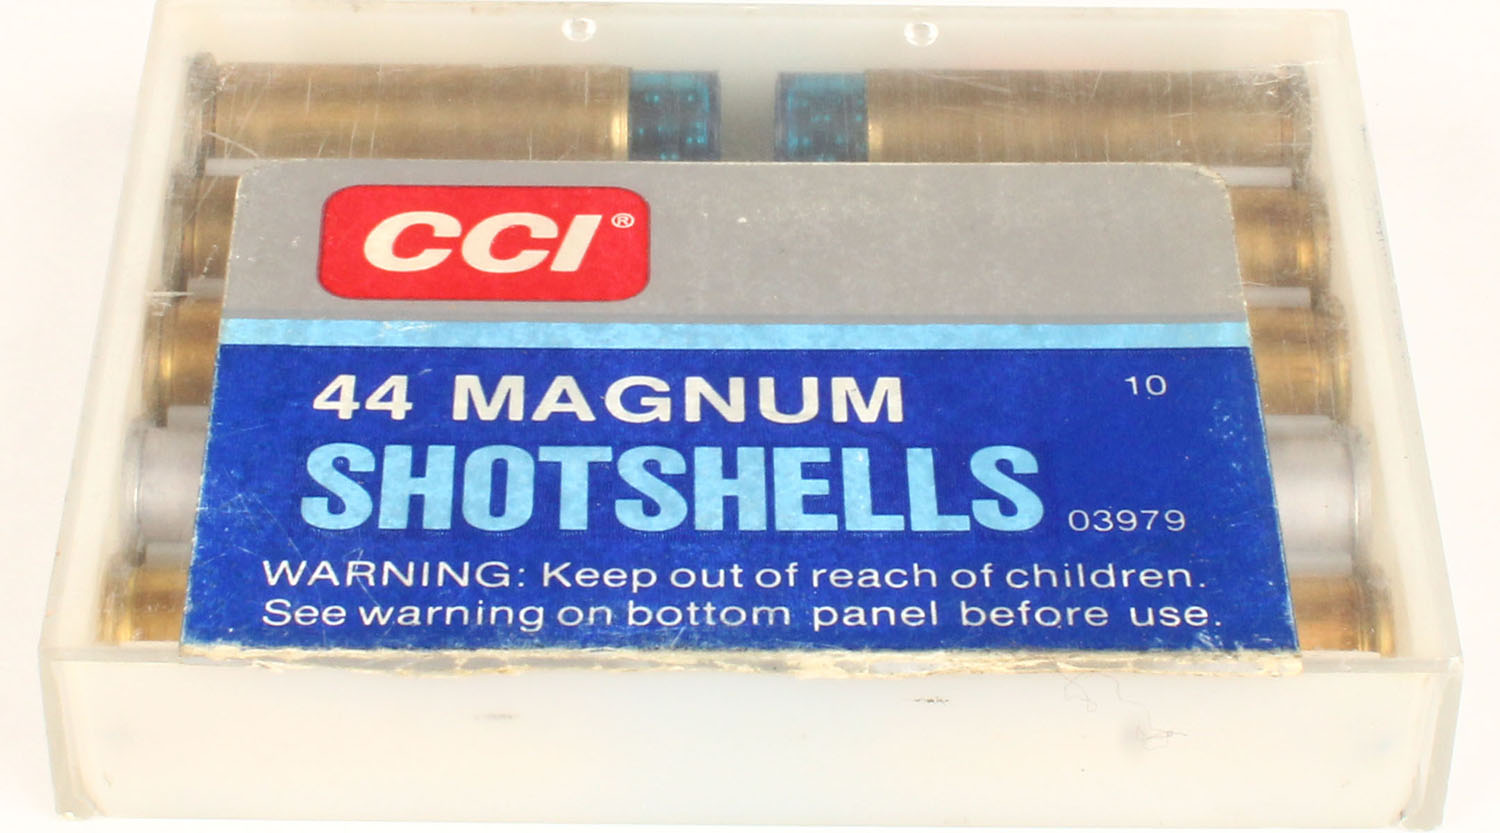 CCI®
44 MAGNUM 10
SHOTSHELLS 03979
WARNING: Keep out of reach of children.
See warning on bottom panel before use.